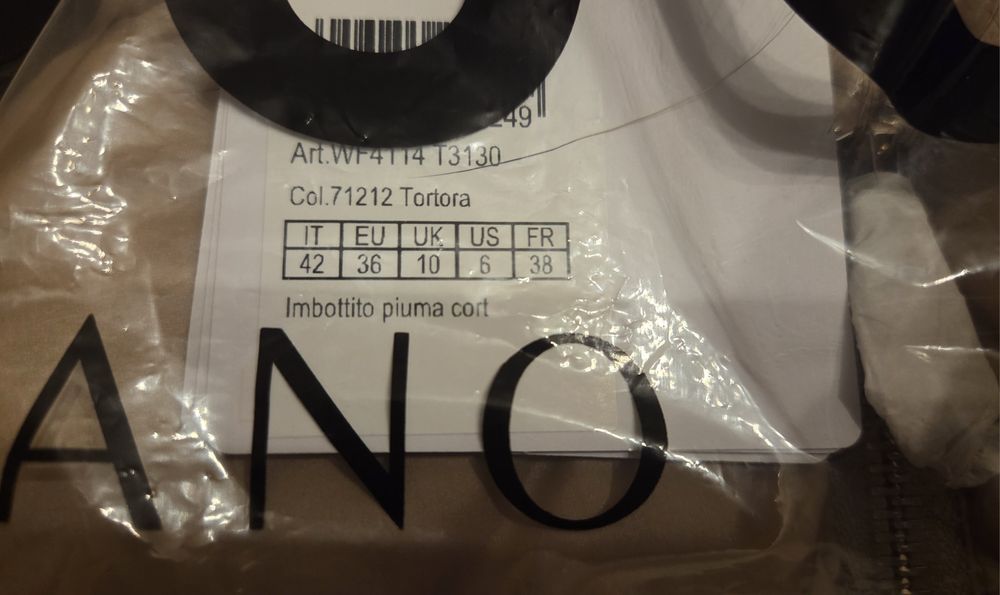 49
Art.WF4114 T3130
Col.71212 Tortora
IT EU UK US FR
42 36 10 6 38
Imbottito piuma cort
ANO